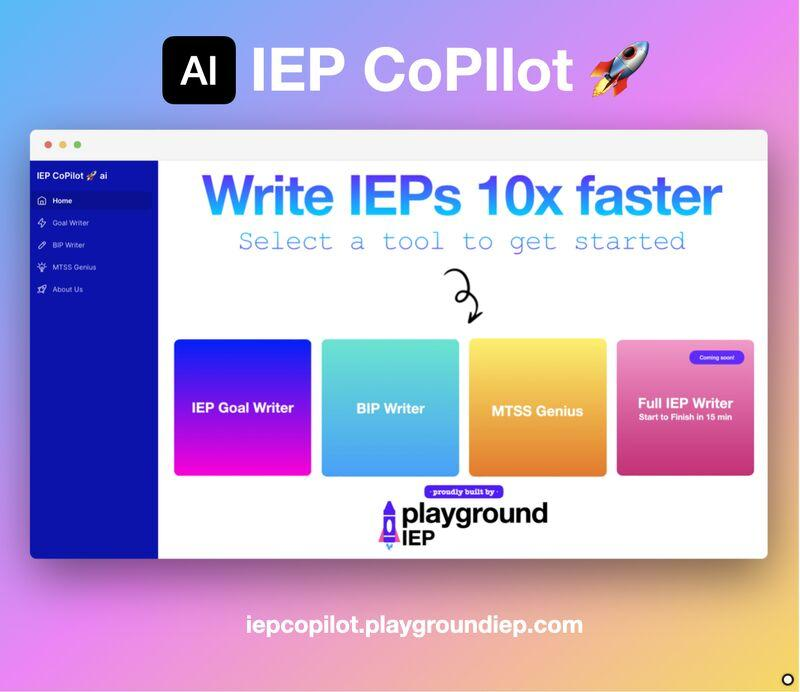 AI IEP CoPIlot 🚀
IEP CoPilot 🚀 ai
Home
Goal Writer
BIP Writer
MTSS Genius
About Us
Write IEPs 10x faster
Select a tool to get started
IEP Goal Writer
BIP Writer
MTSS Genius
Coming soon!
Full IEP Writer
Start to Finish in 15 min
· proudly built by ·
playground
IEP
iepcopilot.playgroundiep.com